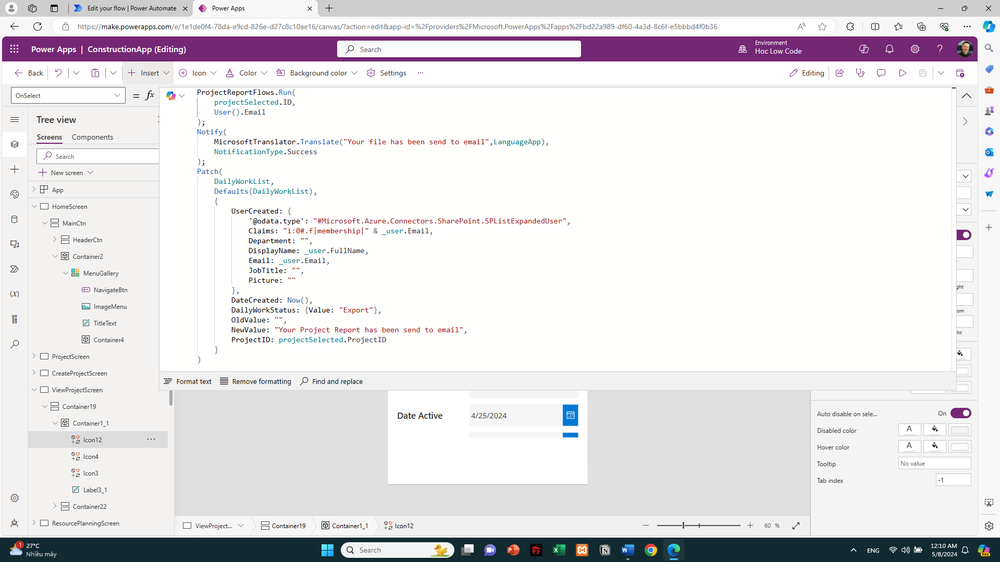 Edit your flow | Power Automate
Power Apps
https://make.powerapps.com/e/1e1de0f4-78da-e9cd-826e-d27c8c10ae16/canvas/?action=edit&app-id=%2Fproviders%2FMicrosoft.PowerApps%2Fapps%2Fbd22a989-df60-4a3d-8c6f-e5bbbd4f0b36
Power Apps | ConstructionApp (Editing)
Search
Environment
Hoc Low Code
Back
Insert
Icon
Color
Background color
Settings
Editing
OnSelect
= fx
ProjectReportFlows.Run(
projectSelected.ID,
User().Email
);
Notify(
MicrosoftTranslator.Translate("Your file has been send to email",LanguageApp),
NotificationType.Success
);
Patch(
DailyWorkList,
Defaults(DailyWorkList),
{
UserCreated: {
'@odata.type': "#Microsoft.Azure.Connectors.SharePoint.SPListExpandedUser",
Claims: "i:0#.f|membership|" & _user.Email,
Department: "",
DisplayName: _user.FullName,
Email: _user.Email,
JobTitle: "",
Picture: ""
},
DateCreated: Now(),
DailyWorkStatus: {Value: "Export"},
OldValue: "",
NewValue: "Your Project Report has been send to email",
ProjectID: projectSelected.ProjectID
}
)
Format text
Remove formatting
Find and replace
Tree view
Screens
Components
Search
New screen
App
HomeScreen
MainCtn
HeaderCtn
Container2
MenuGallery
NavigateBtn
ImageMenu
TitleText
Container4
ProjectScreen
CreateProjectScreen
ViewProjectScreen
Container19
Container1_1
Icon12
Icon4
Icon3
Label3_1
Container22
ResourcePlanningScreen
Date Active
4/25/2024
ght
om
ht
Auto disable on sele...
On
Disabled color
A
Hover color
A
Tooltip
No value
Tab index
-1
ViewProject...
Container19
Container1_1
Icon12
60 %
1
27°C
Nhiều mây
Search
ENG
12:10 AM
5/8/2024
PRE